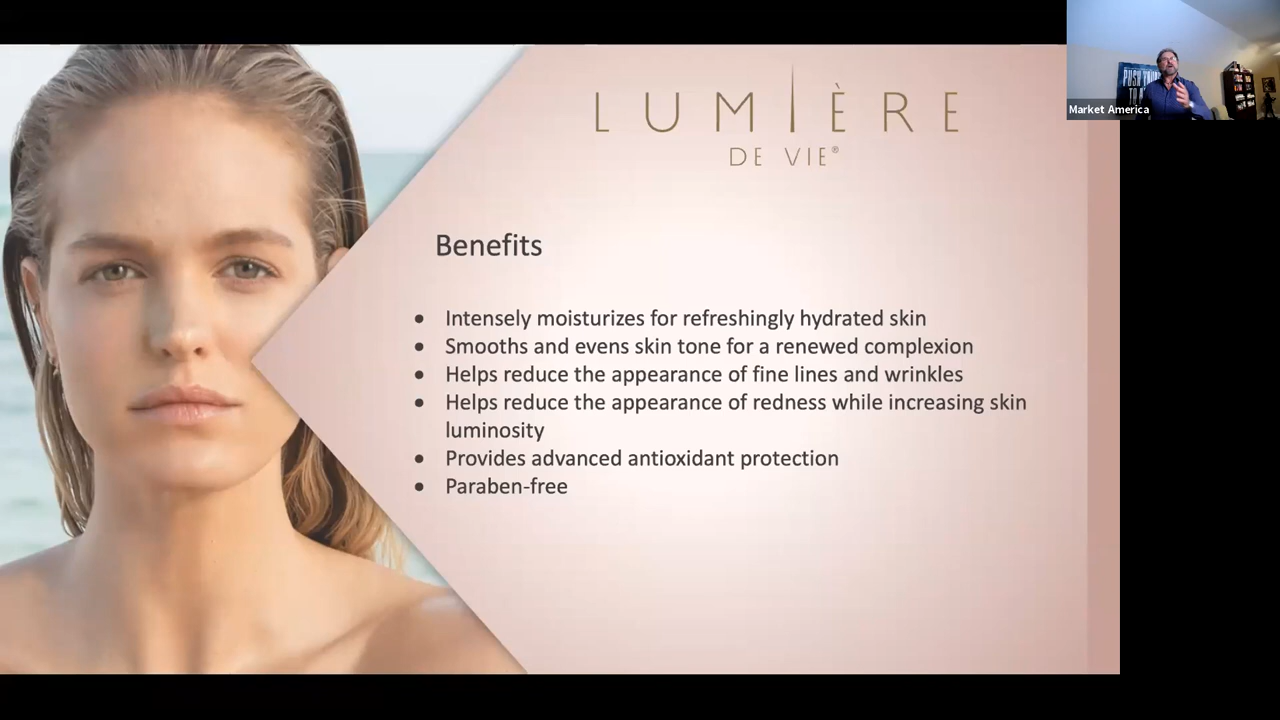 LUMIÈRE
DE VIE®
PUSH
TO
Market America
Benefits
• Intensely moisturizes for refreshingly hydrated skin
• Smooths and evens skin tone for a renewed complexion
• Helps reduce the appearance of fine lines and wrinkles
• Helps reduce the appearance of redness while increasing skin
luminosity
• Provides advanced antioxidant protection
• Paraben-free